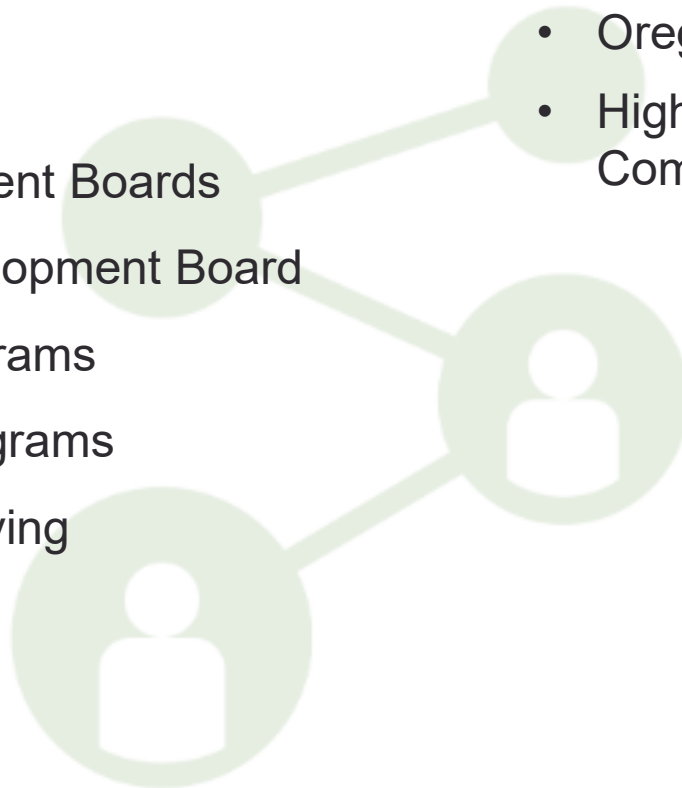 ent Boards
opment Board
rams
grams
ving
• Oreg
• High
Com